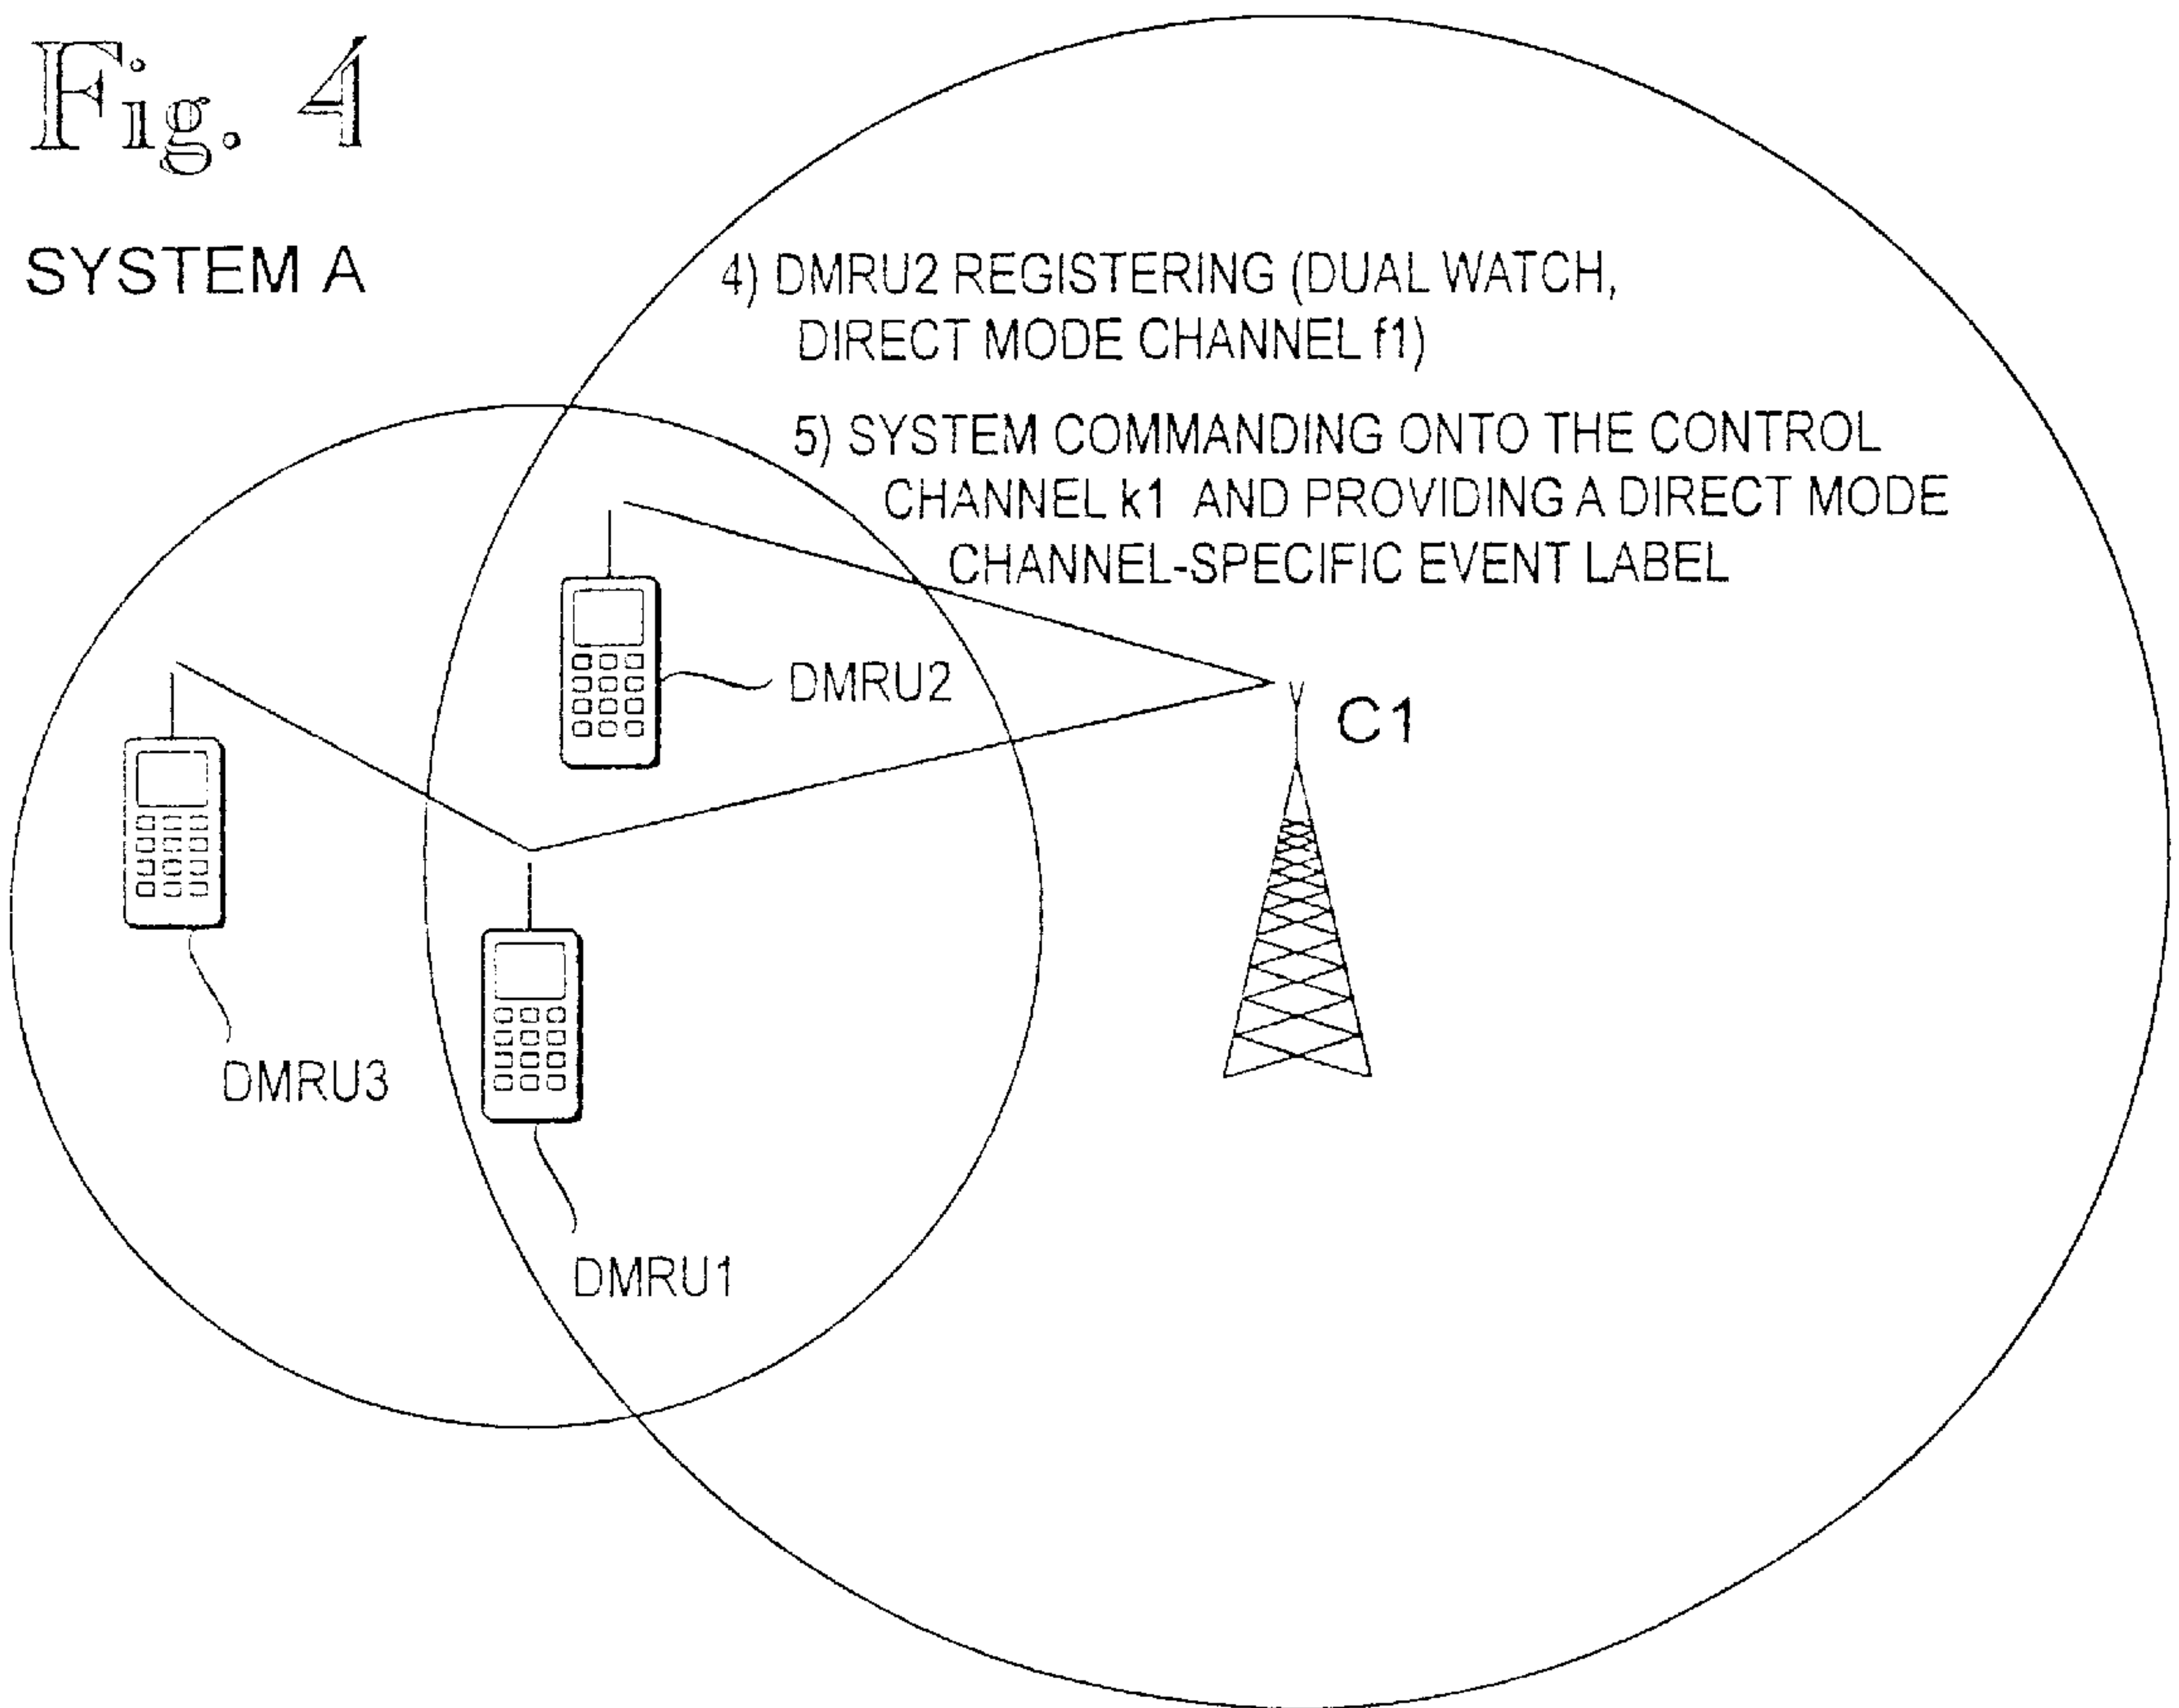 Fig. 4
SYSTEM A
4) DMRU2 REGISTERING (DUAL WATCH,
DIRECT MODE CHANNEL f1)
5) SYSTEM COMMANDING ONTO THE CONTROL
CHANNEL k1 AND PROVIDING A DIRECT MODE
CHANNEL-SPECIFIC EVENT LABEL
DMRU2
C1
DMRU3
DMRU1